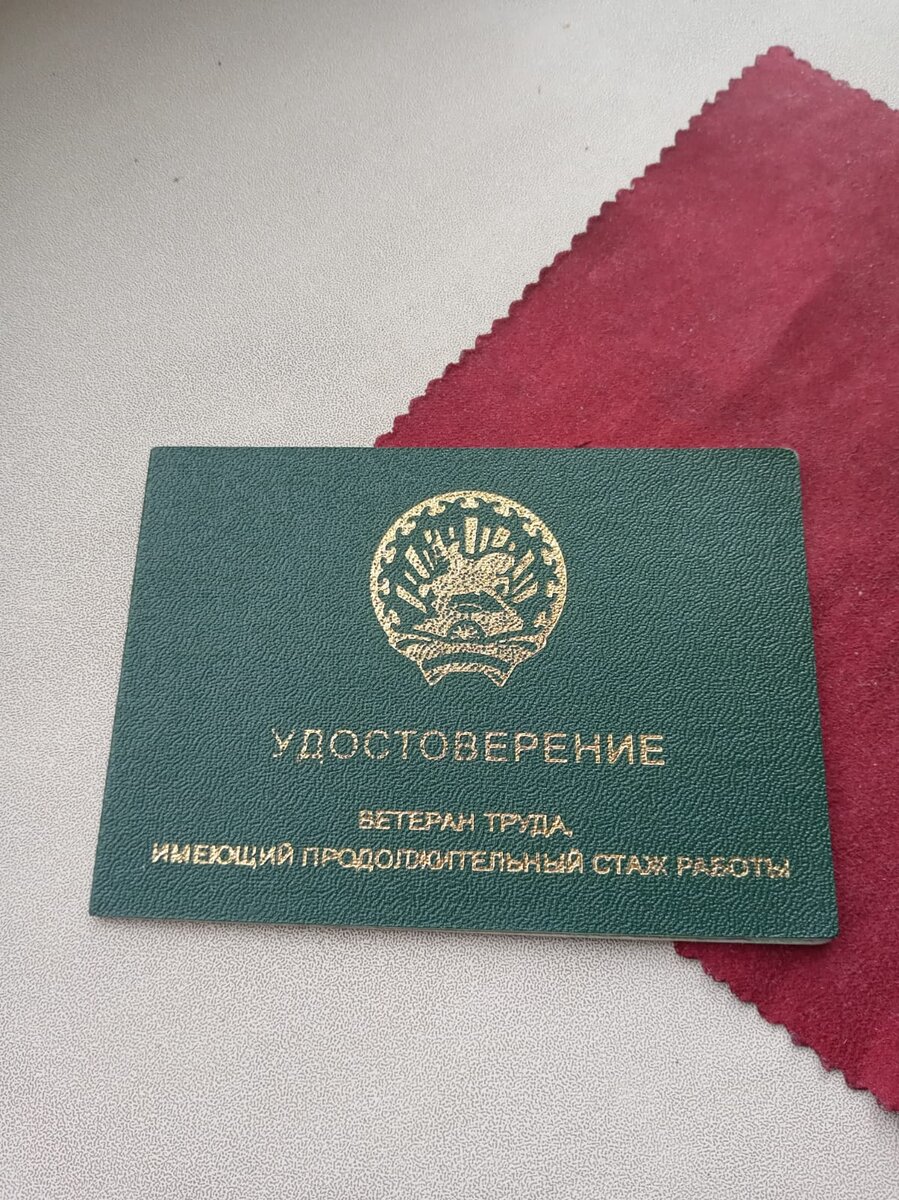 УДОСТОВЕРЕНИЕ
ВЕТЕРАН ТРУДА,
ИМЕЮЩИЙ ПРОДОЛЖИТЕЛЬНЫЙ СТАЖ РАБОТЫ